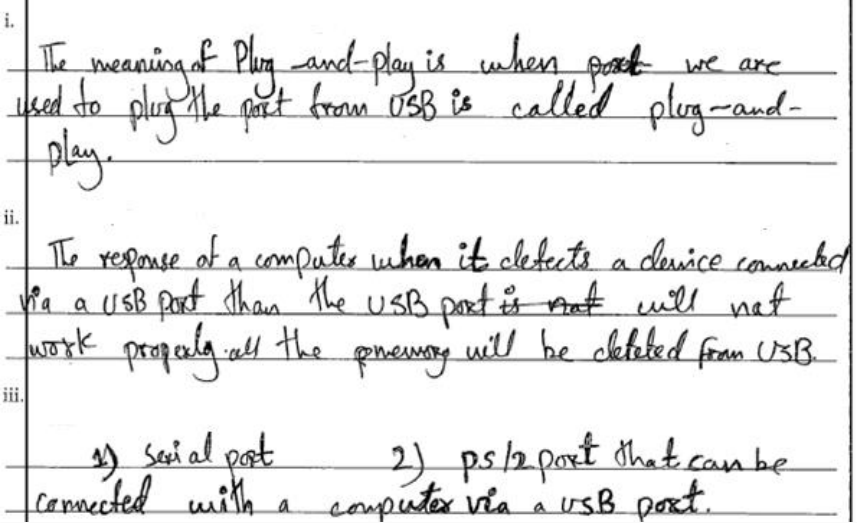 i.
The meaning of Plug-and-play is when port we are
used to plug the port from USB is called plug-and-
play.
ii.
The response of a computer when it detects a device connected
via a USB port than the USB port is not will not
work properly all the memory will be deleted from USB.
iii.
1) Serial port 2) p.s/2 port that can be
connected with a computer via a USB port.